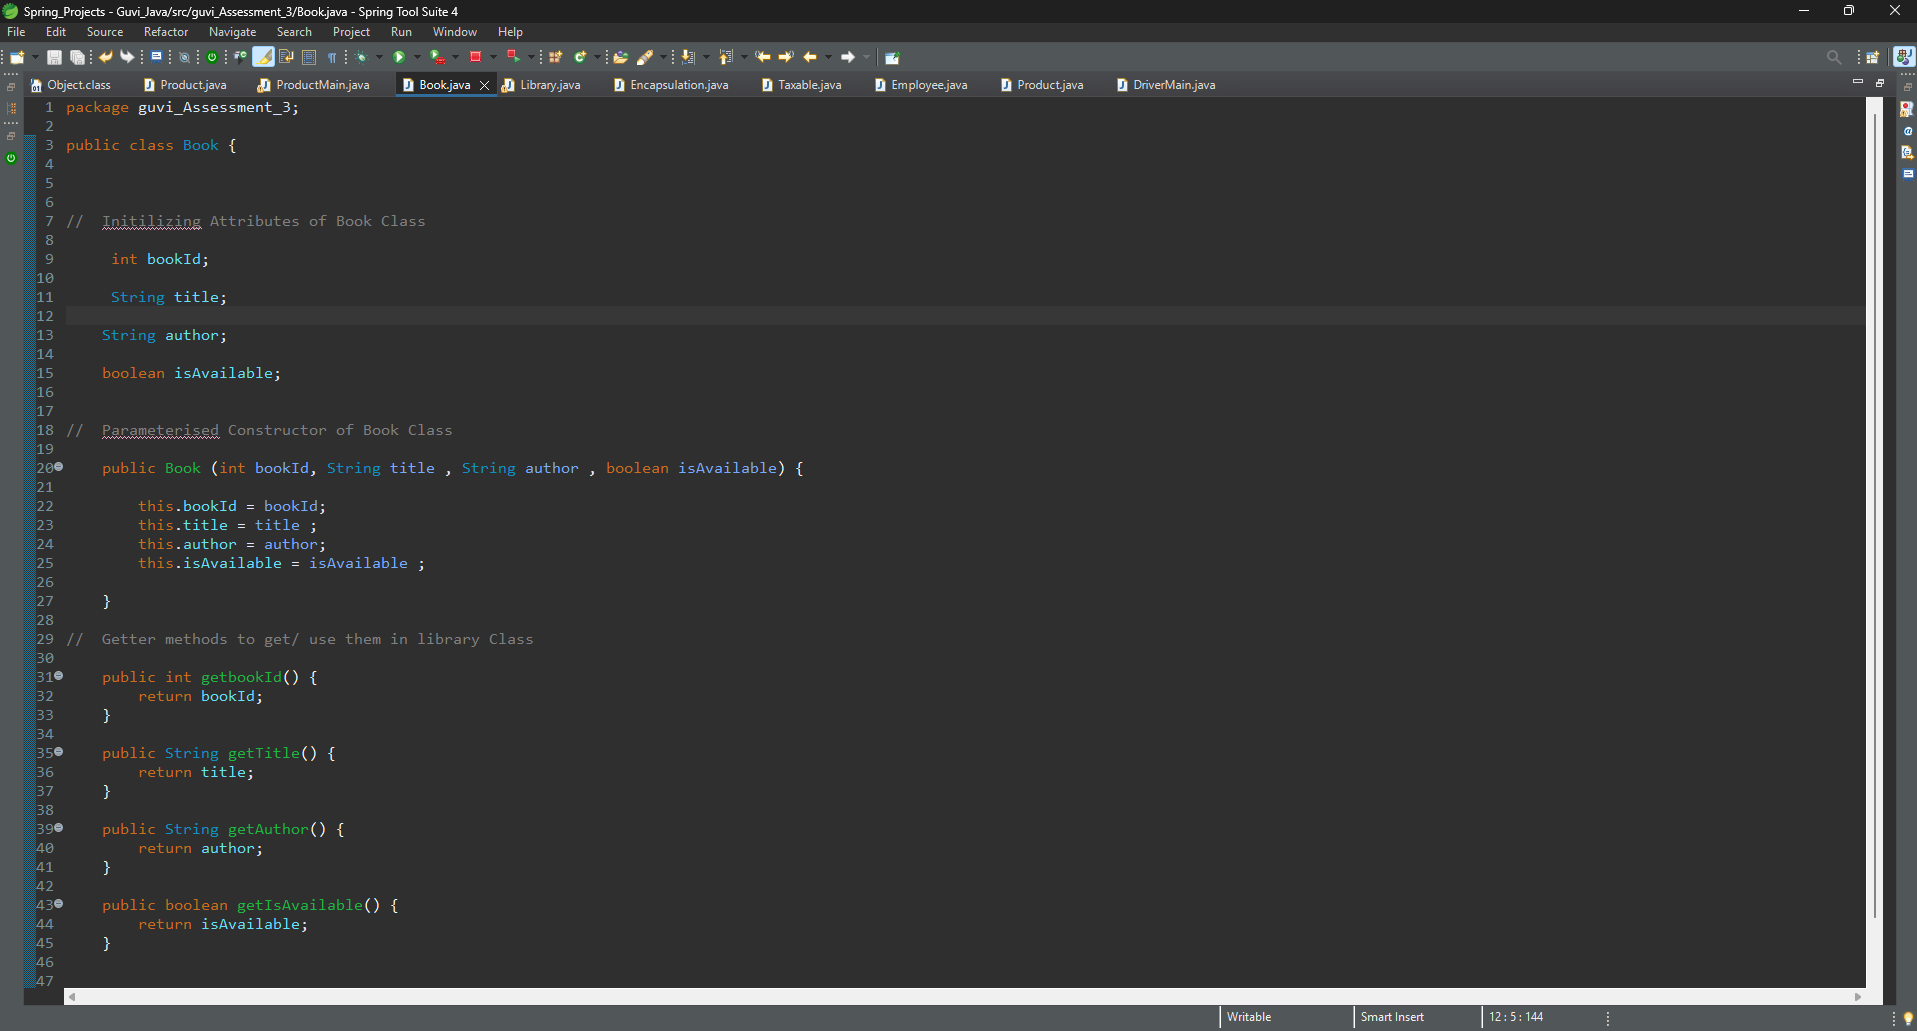 Spring_Projects - Guvi_Java/src/guvi_Assessment_3/Book.java - Spring Tool Suite 4
File Edit Source Refactor Navigate Search Project Run Window Help
Object.class Product.java ProductMain.java Book.java Library.java Encapsulation.java Taxable.java Employee.java Product.java DriverMain.java
1 package guvi_Assessment_3;
2
3 public class Book {
4
5
6
7 // Initilizing Attributes of Book Class
8
9 int bookId;
10
11 String title;
12
13 String author;
14
15 boolean isAvailable;
16
17
18 // Parameterised Constructor of Book Class
19
20 public Book (int bookId, String title , String author , boolean isAvailable) {
21
22 this.bookId = bookId;
23 this.title = title ;
24 this.author = author;
25 this.isAvailable = isAvailable ;
26
27 }
28
29 // Getter methods to get/ use them in library Class
30
31 public int getbookId() {
32 return bookId;
33 }
34
35 public String getTitle() {
36 return title;
37 }
38
39 public String getAuthor() {
40 return author;
41 }
42
43 public boolean getIsAvailable() {
44 return isAvailable;
45 }
46
47
Writable Smart Insert 12 : 5 : 144